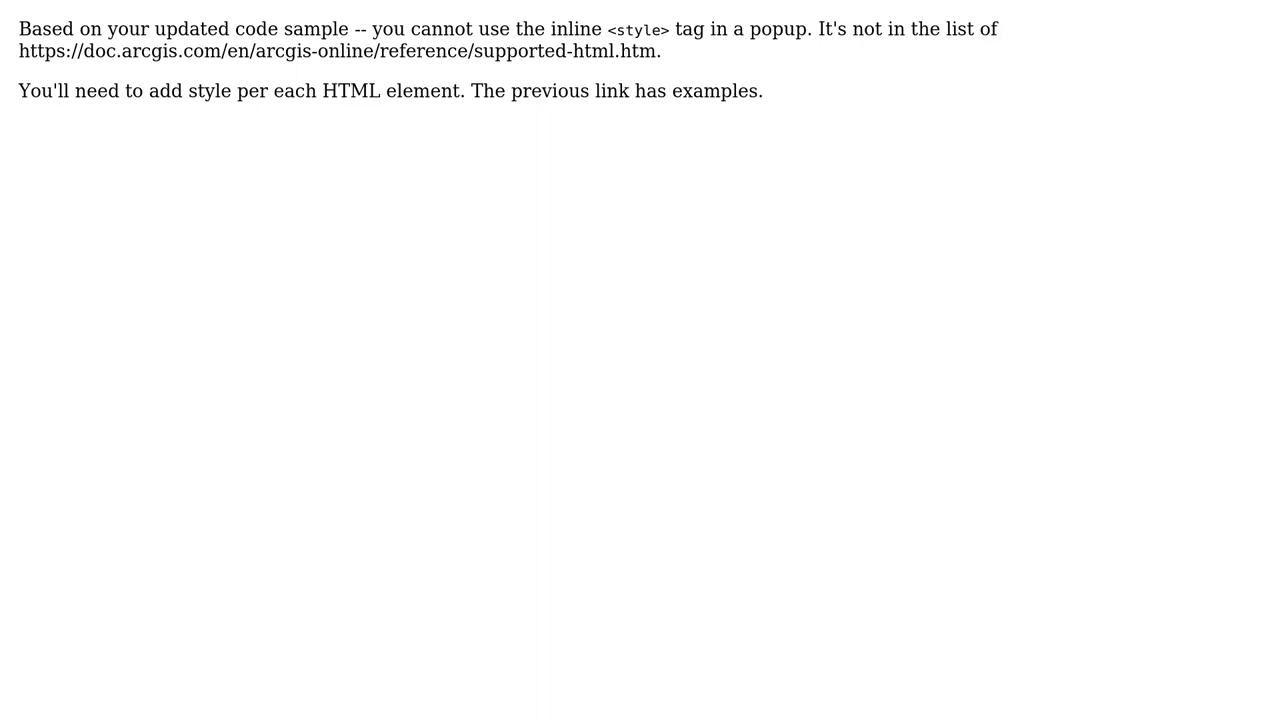 Based on your updated code sample -- you cannot use the inline <style> tag in a popup. It's not in the list of
https://doc.arcgis.com/en/arcgis-online/reference/supported-html.htm.
You'll need to add style per each HTML element. The previous link has examples.